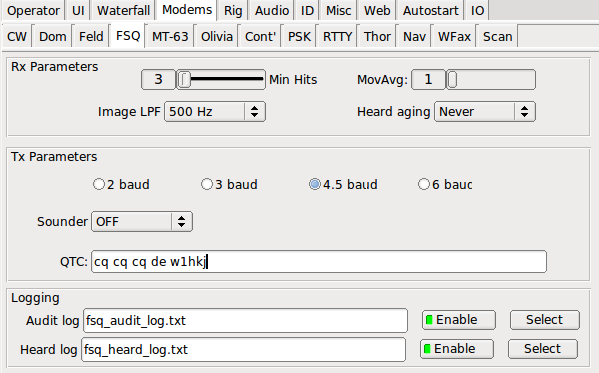 Operator UI Waterfall Modems Rig Audio ID Misc Web Autostart IO
CW Dom Feld FSQ MT-63 Olivia Cont' PSK RTTY Thor Nav WFax Scan
Rx Parameters
3 Min Hits MovAvg: 1
Image LPF 500 Hz Heard aging Never
Tx Parameters
2 baud 3 baud 4.5 baud 6 bauc
Sounder OFF
QTC: cq cq cq de w1hkj
Logging
Audit log fsq_audit_log.txt Enable Select
Heard log fsq_heard_log.txt Enable Select